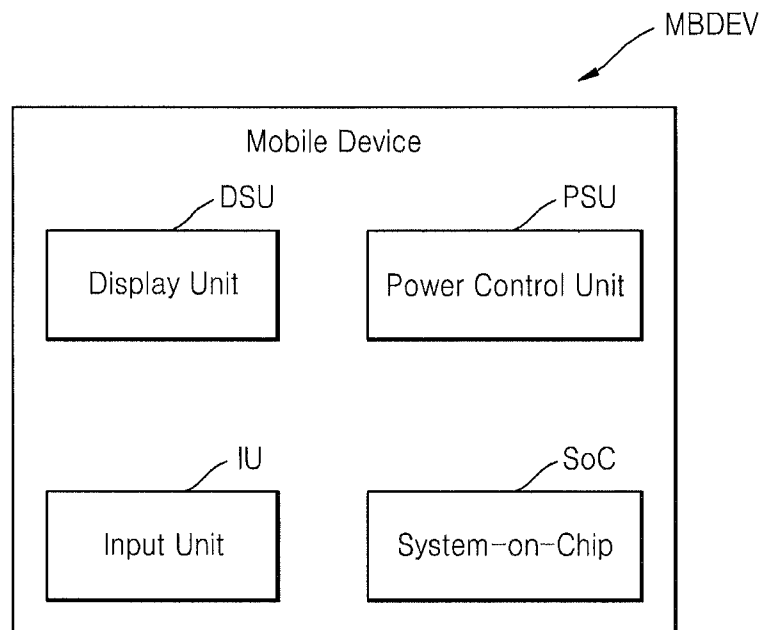 MBDEV
Mobile Device
DSU
PSU
Display Unit
Power Control Unit
IU
SoC
Input Unit
System-on-Chip